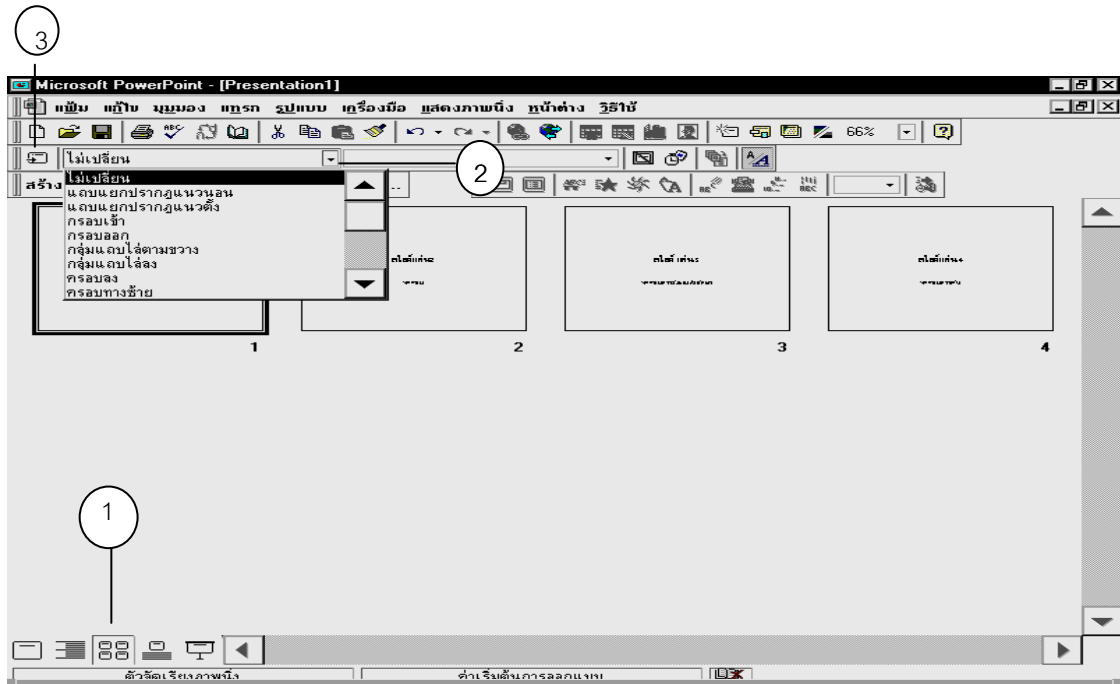 3
Microsoft PowerPoint - [Presentation1]
แฟ้ม แก้ไข มุมมอง แทรก รูปแบบ เครื่องมือ แสดงภาพนิ่ง หน้าต่าง วิธีใช้
66%
ไม่เปลี่ยน
2
สร้าง
ไม่เปลี่ยน
แถบแยกปรากฎแนวนอน
แถบแยกปรากฎแนวตั้ง
กรอบเข้า
กรอบออก
กลุ่มแถบไล่ตามขวาง
กลุ่มแถบไล่ลง
ครอบลง
ครอบทางซ้าย
1 2 3 4
1
ตัวจัดเรียงภาพนิ่ง ค่าเริ่มต้นการออกแบบ